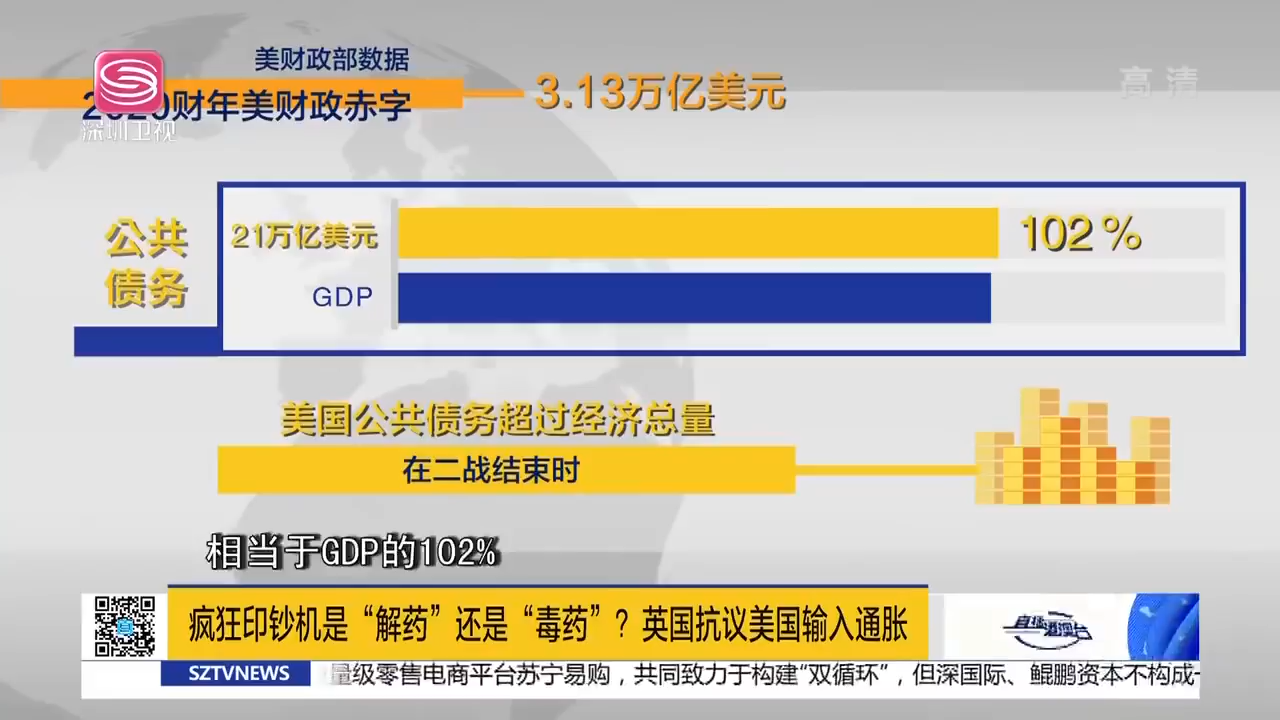 美财政部数据
2020财年美财政赤字
3.13万亿美元
高清
深圳卫视
公共
债务
21万亿美元
102%
GDP
美国公共债务超过经济总量
在二战结束时
相当于GDP的102%
疯狂印钞机是“解药”还是“毒药”？英国抗议美国输入通胀
直播港澳台
SZTVNEWS
量级零售电商平台苏宁易购，共同致力于构建“双循环”，但深国际、鲲鹏资本不构成一